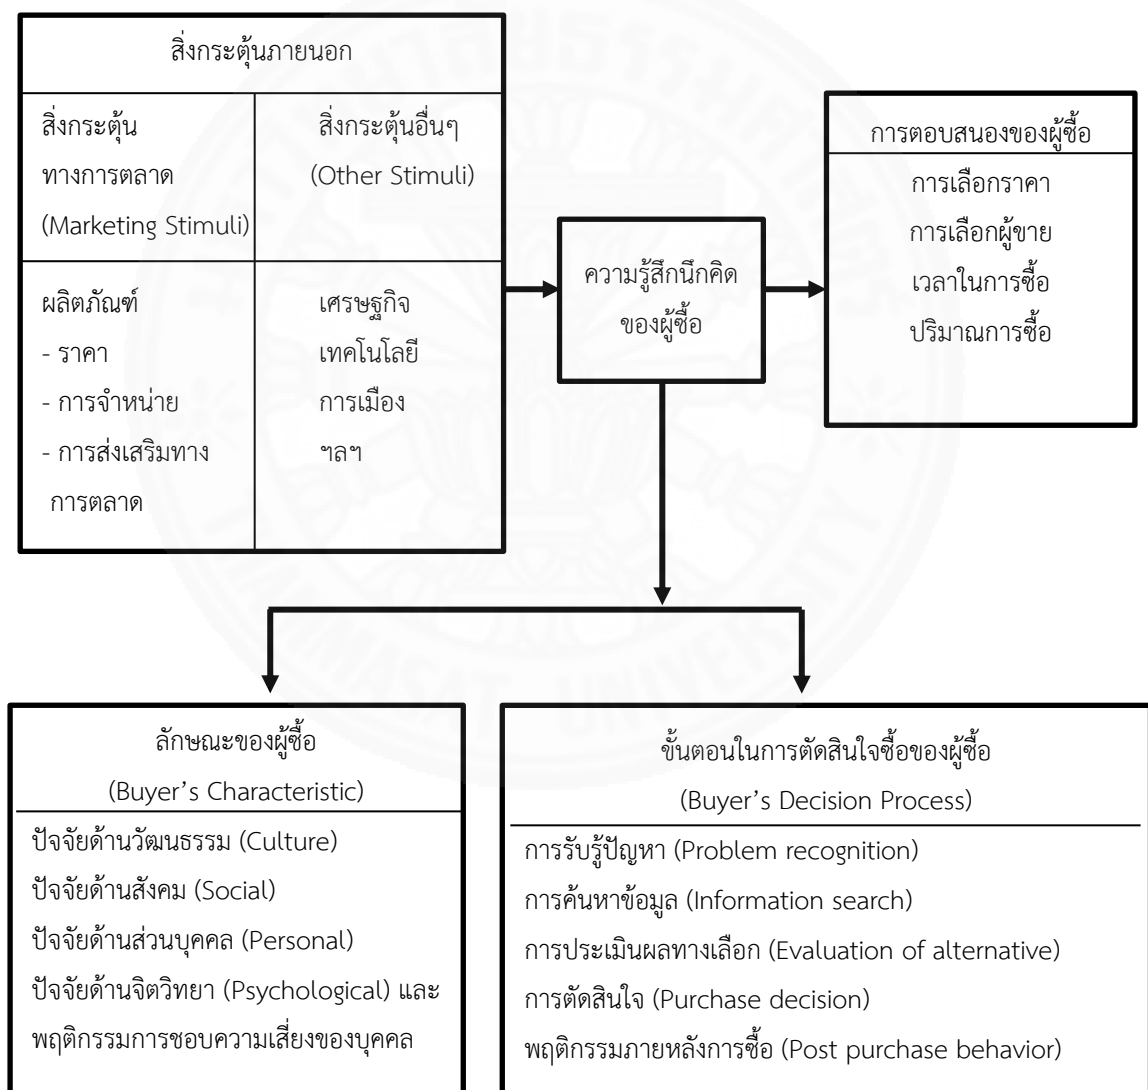 สิ่งกระตุ้นภายนอก
สิ่งกระตุ้น
ทางการตลาด
(Marketing Stimuli)
สิ่งกระตุ้นอื่นๆ
(Other Stimuli)
ผลิตภัณฑ์
- ราคา
- การจำหน่าย
- การส่งเสริมทาง
การตลาด
เศรษฐกิจ
เทคโนโลยี
การเมือง
ฯลฯ
ความรู้สึกนึกคิด
ของผู้ซื้อ
การตอบสนองของผู้ซื้อ
การเลือกราคา
การเลือกผู้ขาย
เวลาในการซื้อ
ปริมาณการซื้อ
ลักษณะของผู้ซื้อ
(Buyer’s Characteristic)
ปัจจัยด้านวัฒนธรรม (Culture)
ปัจจัยด้านสังคม (Social)
ปัจจัยด้านส่วนบุคคล (Personal)
ปัจจัยด้านจิตวิทยา (Psychological) และ
พฤติกรรมการชอบความเสี่ยงของบุคคล
ขั้นตอนในการตัดสินใจซื้อของผู้ซื้อ
(Buyer’s Decision Process)
การรับรู้ปัญหา (Problem recognition)
การค้นหาข้อมูล (Information search)
การประเมินผลทางเลือก (Evaluation of alternative)
การตัดสินใจ (Purchase decision)
พฤติกรรมภายหลังการซื้อ (Post purchase behavior)
THAMMASAT UNIVERSITY